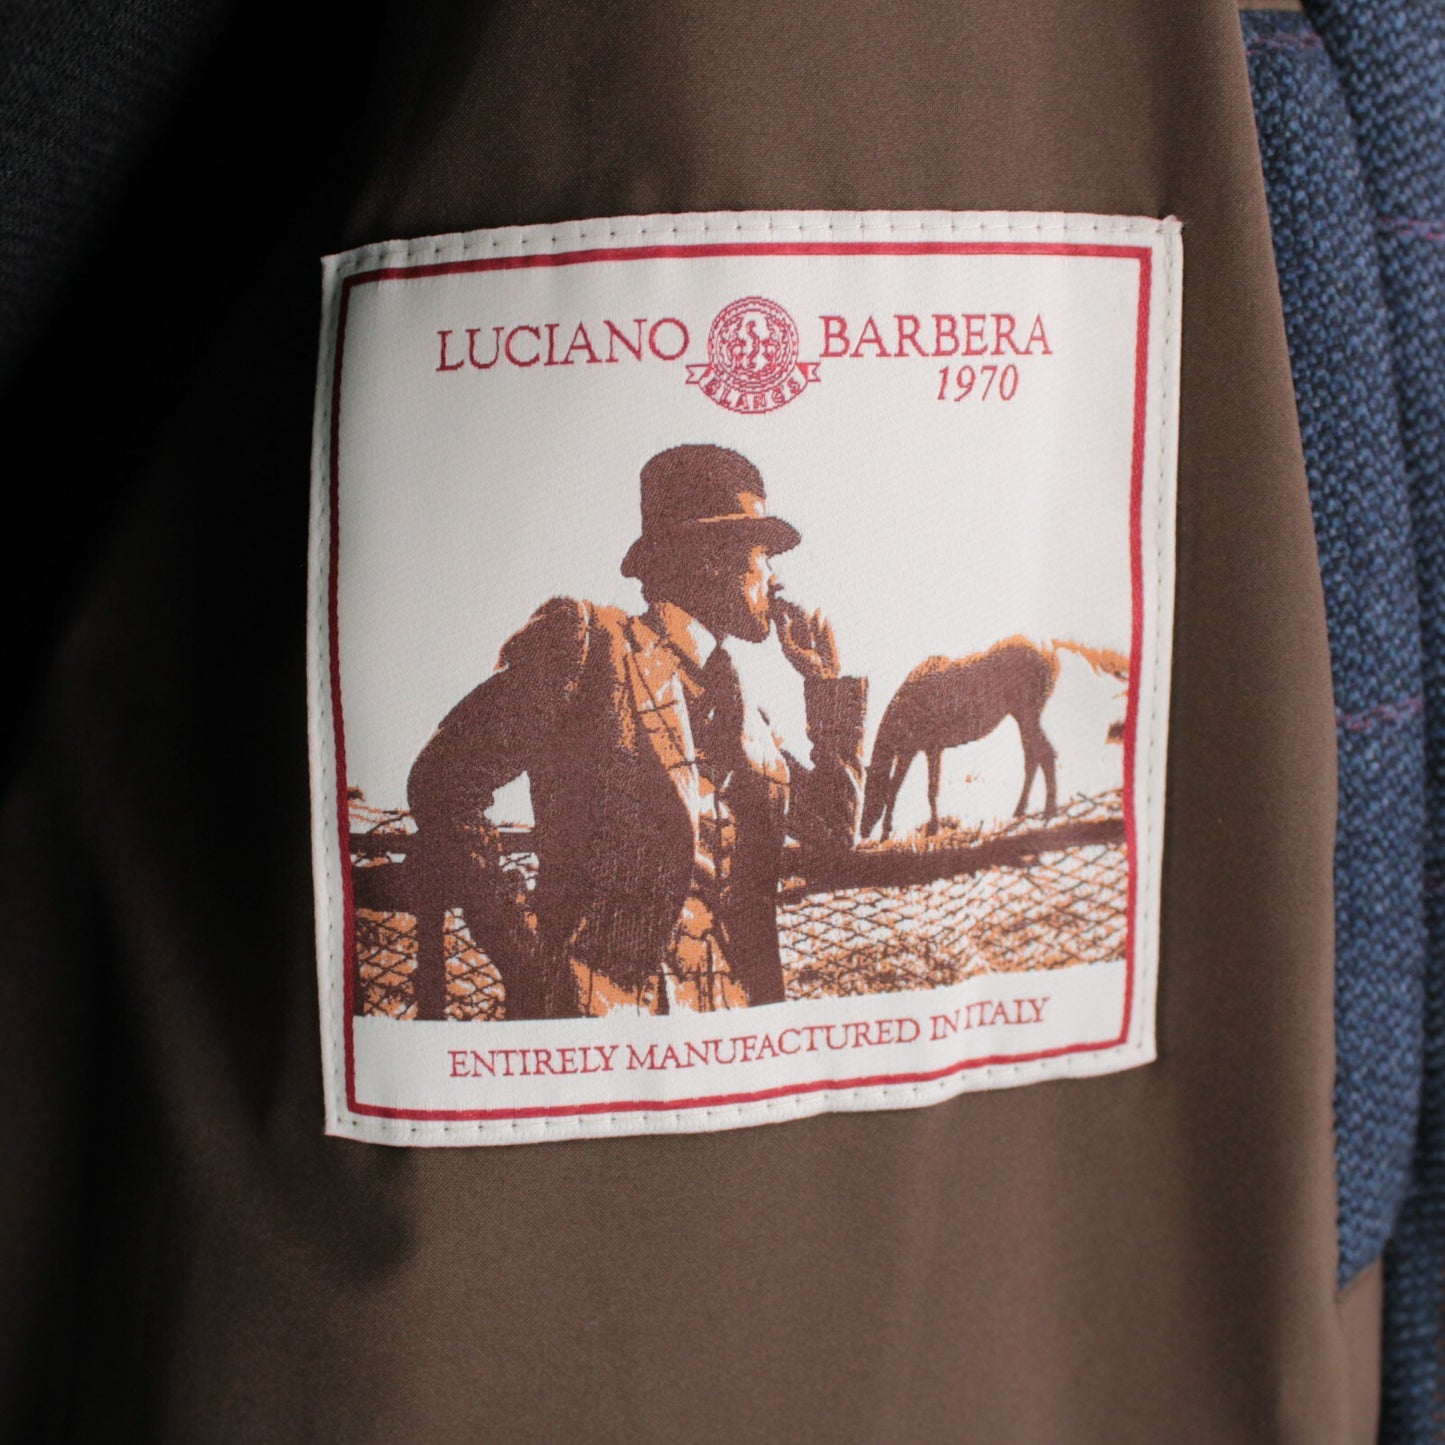 LUCIANO BARBERA
1970
ENTIRELY MANUFACTURED IN ITALY